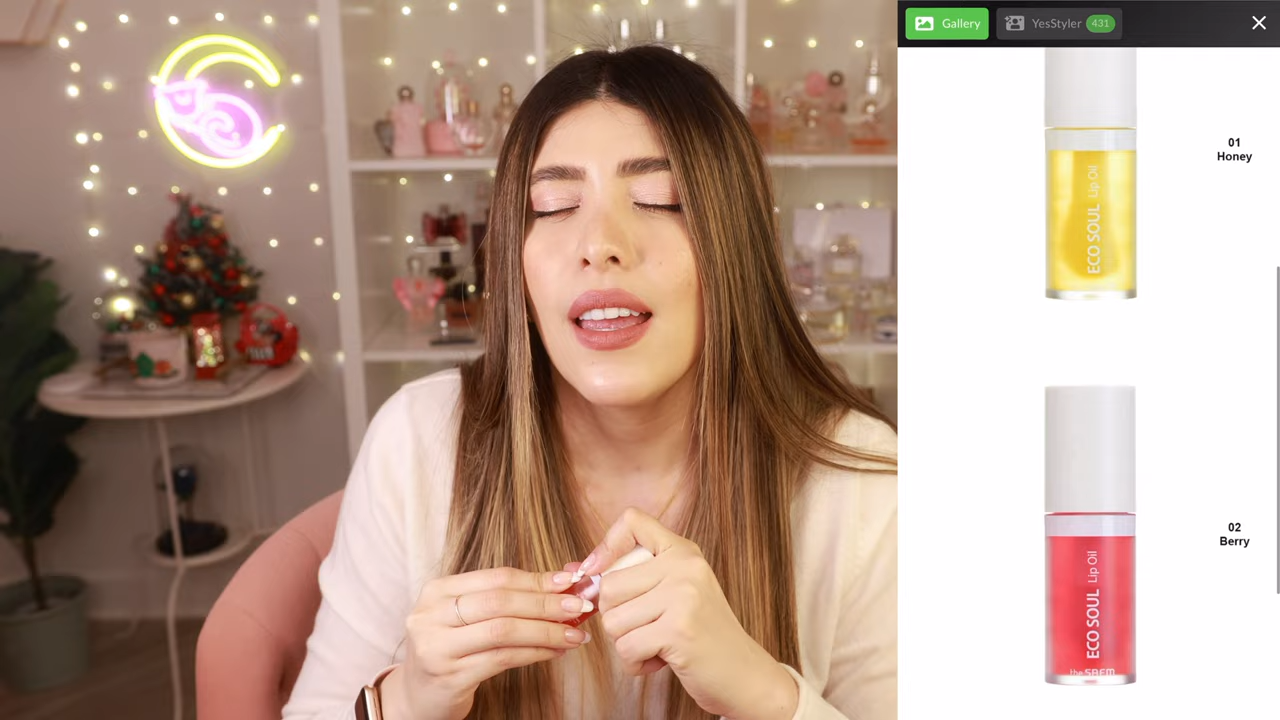 Gallery
YesStyler 431
01
Honey
ECO SOUL Lip Oil
02
Berry
ECO SOUL Lip Oil
the SAEM